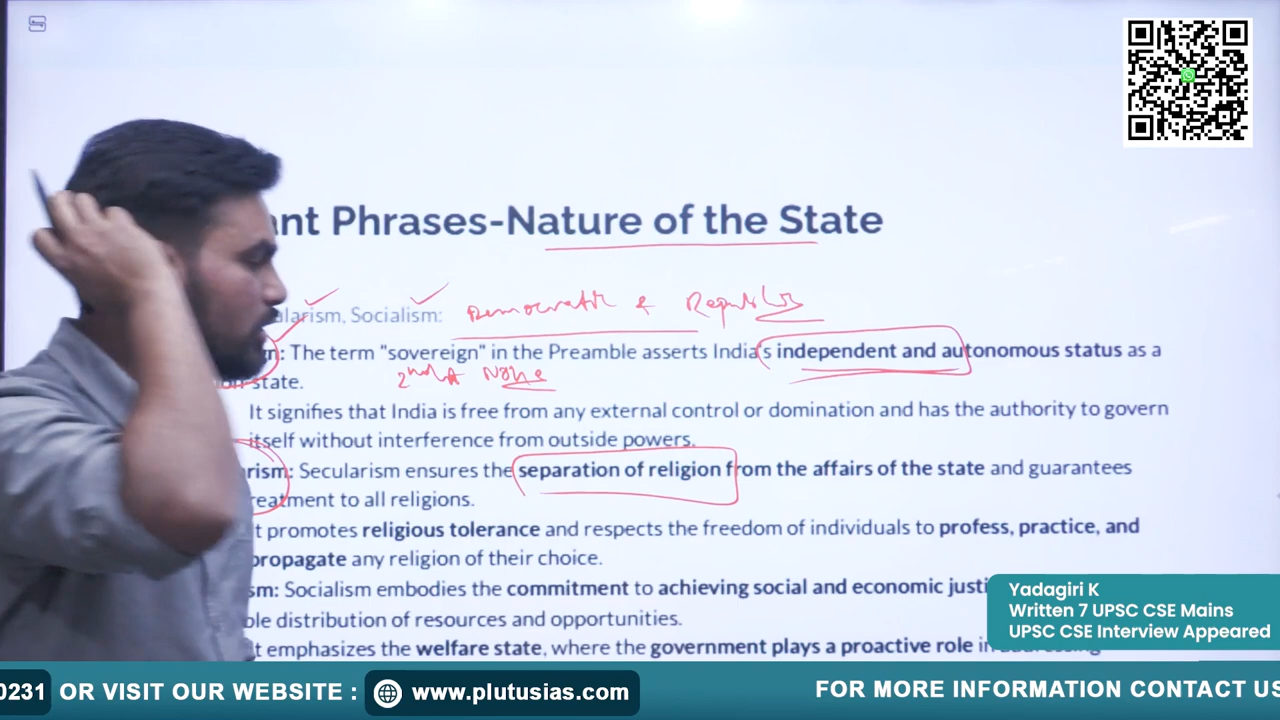 ant Phrases-Nature of the State
alarism, Socialism: Democratic & Republic
n: The term "sovereign" in the Preamble asserts India's independent and autonomous status as a
state.
None
It signifies that India is free from any external control or domination and has the authority to govern
itself without interference from outside powers.
rism: Secularism ensures the separation of religion from the affairs of the state and guarantees
reatment to all religions.
t promotes religious tolerance and respects the freedom of individuals to profess, practice, and
propagate any religion of their choice.
sm: Socialism embodies the commitment to achieving social and economic justi
ble distribution of resources and opportunities.
t emphasizes the welfare state, where the government plays a proactive role in
Yadagiri K
Written 7 UPSC CSE Mains
UPSC CSE Interview Appeared
0231 OR VISIT OUR WEBSITE : www.plutusias.com FOR MORE INFORMATION CONTACT US